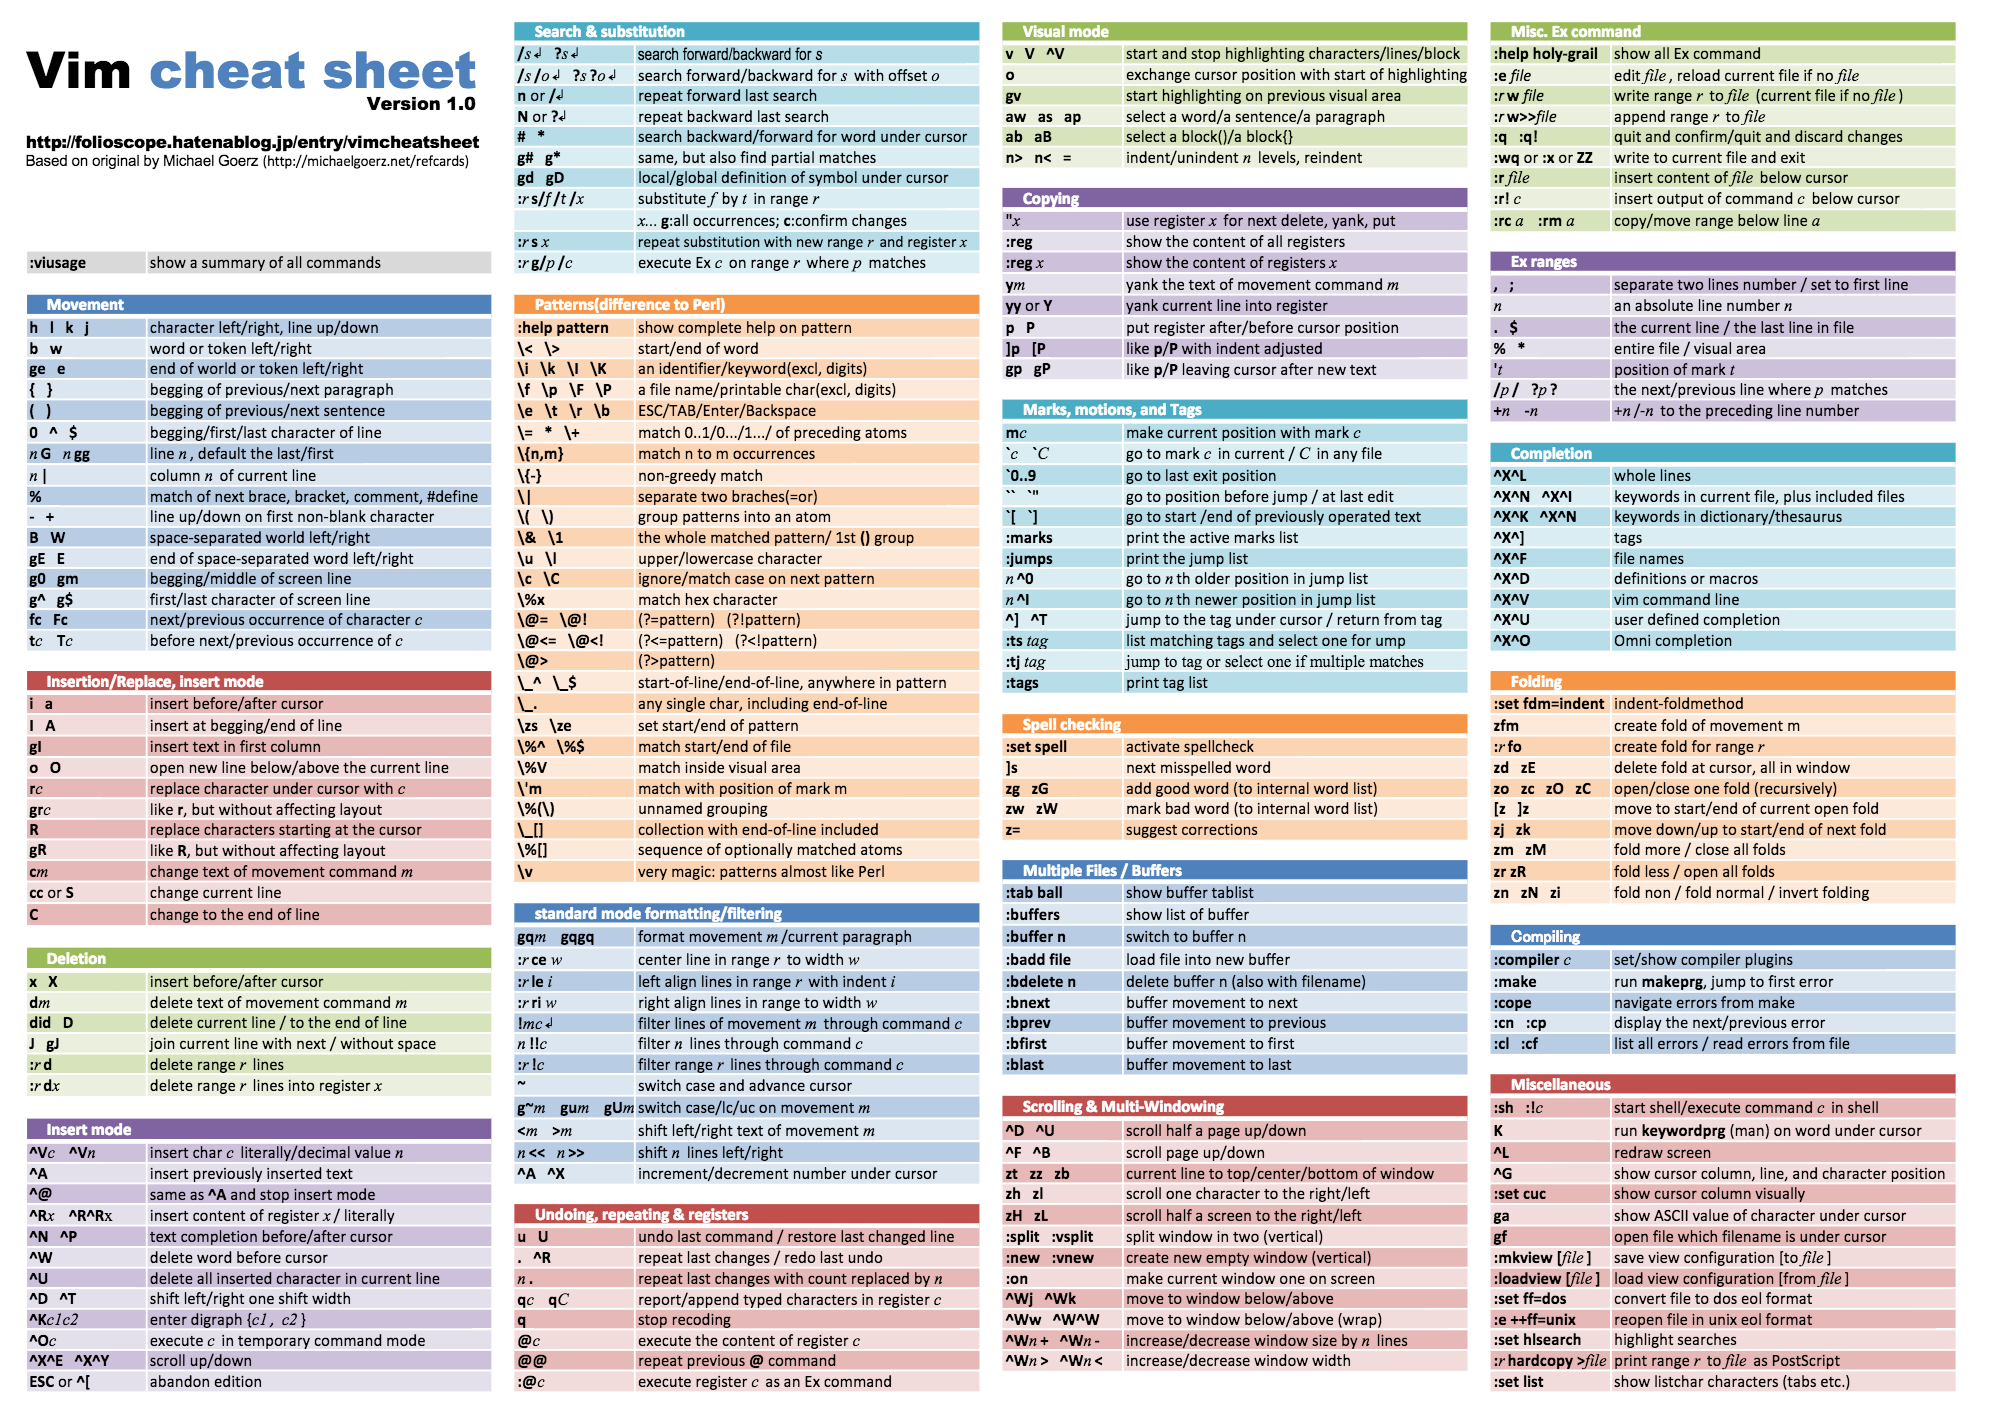 Vim cheat sheet
Version 1.0
http://folioscope.hatenablog.jp/entry/vimcheatsheet
Based on original by Michael Goerz (http://michaelgoerz.net/refcards)
:viusage show a summary of all commands
Movement
h l k j character left/right, line up/down
b w word or token left/right
ge e end of world or token left/right
{ } begging of previous/next paragraph
( ) begging of previous/next sentence
0 ^ $ begging/first/last character of line
n G n gg line n , default the last/first
n | column n of current line
% match of next brace, bracket, comment, #define
- + line up/down on first non-blank character
B W space-separated world left/right
gE E end of space-separated word left/right
g0 gm begging/middle of screen line
g^ g$ first/last character of screen line
fc Fc next/previous occurrence of character c
tc Tc before next/previous occurrence of c
Insertion/Replace, insert mode
i a insert before/after cursor
I A insert at begging/end of line
gI insert text in first column
o O open new line below/above the current line
rc replace character under cursor with c
grc like r, but without affecting layout
R replace characters starting at the cursor
gR like R, but without affecting layout
cm change text of movement command m
cc or S change current line
C change to the end of line
Deletion
x X insert before/after cursor
dm delete text of movement command m
did D delete current line / to the end of line
J gJ join current line with next / without space
:r d delete range r lines
:r dx delete range r lines into register x
Insert mode
^Vc ^Vn insert char c literally/decimal value n
^A insert previously inserted text
^@ same as ^A and stop insert mode
^Rx ^R^Rx insert content of register x / literally
^N ^P text completion before/after cursor
^W delete word before cursor
^U delete all inserted character in current line
^D ^T shift left/right one shift width
^Kc1c2 enter digraph {c1, c2 }
^Oc execute c in temporary command mode
^X^E ^X^Y scroll up/down
ESC or ^[ abandon edition
Search & substitution
/s↲ ?s↲ search forward/backward for s
/s /o↲ ?s ?o↲ search forward/backward for s with offset o
n or /↲ repeat forward last search
N or ?↲ repeat backward last search
# * search backward/forward for word under cursor
g# g* same, but also find partial matches
gd gD local/global definition of symbol under cursor
:r s/f /t /x substitute f by t in range r
x... g:all occurrences; c:confirm changes
:r s x repeat substitution with new range r and register x
:r g/p /c execute Ex c on range r where p matches
Patterns(difference to Perl)
:help pattern show complete help on pattern
\< \> start/end of word
\i \k \I \K an identifier/keyword(excl, digits)
\f \p \F \P a file name/printable char(excl, digits)
\e \t \r \b ESC/TAB/Enter/Backspace
\= * \+ match 0..1/0.../1.../ of preceding atoms
\{n,m} match n to m occurrences
\{-} non-greedy match
\| separate two braches(=or)
\( \) group patterns into an atom
\& \1 the whole matched pattern/ 1st () group
\u \l upper/lowercase character
\c \C ignore/match case on next pattern
\%x match hex character
\@= \@! (?=pattern) (?!pattern)
\@<= \@<! (?<=pattern) (?<!pattern)
\@> (?>pattern)
\_^ \_$ start-of-line/end-of-line, anywhere in pattern
\_. any single char, including end-of-line
\zs \ze set start/end of pattern
\%^ \%$ match start/end of file
\%V match inside visual area
\'m match with position of mark m
\%(\) unnamed grouping
\_[] collection with end-of-line included
\%[] sequence of optionally matched atoms
\v very magic: patterns almost like Perl
standard mode formatting/filtering
gqm gqgq format movement m /current paragraph
:r ce w center line in range r to width w
:r le i left align lines in range r with indent i
:r ri w right align lines in range to width w
!mc↲ filter lines of movement m through command c
n !!c filter n lines through command c
:r !c filter range r lines through command c
~ switch case and advance cursor
g~m gum gUm switch case/lc/uc on movement m
<m >m shift left/right text of movement m
n << n >> shift n lines left/right
^A ^X increment/decrement number under cursor
Undoing, repeating & registers
u U undo last command / restore last changed line
. ^R repeat last changes / redo last undo
n . repeat last changes with count replaced by n
qc qC report/append typed characters in register c
q stop recoding
@c execute the content of register c
@@ repeat previous @ command
:@c execute register c as an Ex command
Visual mode
v V ^V start and stop highlighting characters/lines/block
o exchange cursor position with start of highlighting
gv start highlighting on previous visual area
aw as ap select a word/a sentence/a paragraph
ab aB select a block()/a block{}
n> n< = indent/unindent n levels, reindent
Copying
"x use register x for next delete, yank, put
:reg show the content of all registers
:reg x show the content of registers x
ym yank the text of movement command m
yy or Y yank current line into register
p P put register after/before cursor position
]p [P like p/P with indent adjusted
gp gP like p/P leaving cursor after new text
Marks, motions, and Tags
mc make current position with mark c
`c `C go to mark c in current / C in any file
`0..9 go to last exit position
`` `" go to position before jump / at last edit
`[ `] go to start /end of previously operated text
:marks print the active marks list
:jumps print the jump list
n ^0 go to n th older position in jump list
n ^I go to n th newer position in jump list
^] ^T jump to the tag under cursor / return from tag
:ts tag list matching tags and select one for ump
:tj tag jump to tag or select one if multiple matches
:tags print tag list
Spell checking
:set spell activate spellcheck
]s next misspelled word
zg zG add good word (to internal word list)
zw zW mark bad word (to internal word list)
z= suggest corrections
Multiple Files / Buffers
:tab ball show buffer tablist
:buffers show list of buffer
:buffer n switch to buffer n
:badd file load file into new buffer
:bdelete n delete buffer n (also with filename)
:bnext buffer movement to next
:bprev buffer movement to previous
:bfirst buffer movement to first
:blast buffer movement to last
Scrolling & Multi-Windowing
^D ^U scroll half a page up/down
^F ^B scroll page up/down
zt zz zb current line to top/center/bottom of window
zh zl scroll one character to the right/left
zH zL scroll half a screen to the right/left
:split :vsplit split window in two (vertical)
:new :vnew create new empty window (vertical)
:on make current window one on screen
^Wj ^Wk move to window below/above
^Ww ^W^W move to window below/above (wrap)
^Wn + ^Wn - increase/decrease window size by n lines
^Wn > ^Wn < increase/decrease window width
Misc. Ex command
:help holy-grail show all Ex command
:e file edit file , reload current file if no file
:r w file write range r to file (current file if no file )
:r w>>file append range r to file
:q :q! quit and confirm/quit and discard changes
:wq or :x or ZZ write to current file and exit
:r file insert content of file below cursor
:r! c insert output of command c below cursor
:rc a :rm a copy/move range below line a
Ex ranges
, ; separate two lines number / set to first line
n an absolute line number n
. $ the current line / the last line in file
% * entire file / visual area
't position of mark t
/p / ?p ? the next/previous line where p matches
+n -n +n /-n to the preceding line number
Completion
^X^L whole lines
^X^N ^X^I keywords in current file, plus included files
^X^K ^X^N keywords in dictionary/thesaurus
^X^] tags
^X^F file names
^X^D definitions or macros
^X^V vim command line
^X^U user defined completion
^X^O Omni completion
Folding
:set fdm=indent indent-foldmethod
zfm create fold of movement m
:r fo create fold for range r
zd zE delete fold at cursor, all in window
zo zc zO zC open/close one fold (recursively)
[z ]z move to start/end of current open fold
zj zk move down/up to start/end of next fold
zm zM fold more / close all folds
zr zR fold less / open all folds
zn zN zi fold non / fold normal / invert folding
Compiling
:compiler c set/show compiler plugins
:make run makeprg, jump to first error
:cope navigate errors from make
:cn :cp display the next/previous error
:cl :cf list all errors / read errors from file
Miscellaneous
:sh :!c start shell/execute command c in shell
K run keywordprg (man) on word under cursor
^L redraw screen
^G show cursor column, line, and character position
:set cuc show cursor column visually
ga show ASCII value of character under cursor
gf open file which filename is under cursor
:mkview [file ] save view configuration [to file ]
:loadview [file ] load view configuration [from file ]
:set ff=dos convert file to dos eol format
:e ++ff=unix reopen file in unix eol format
:set hlsearch highlight searches
:r hardcopy >file print range r to file as PostScript
:set list show listchar characters (tabs etc.)